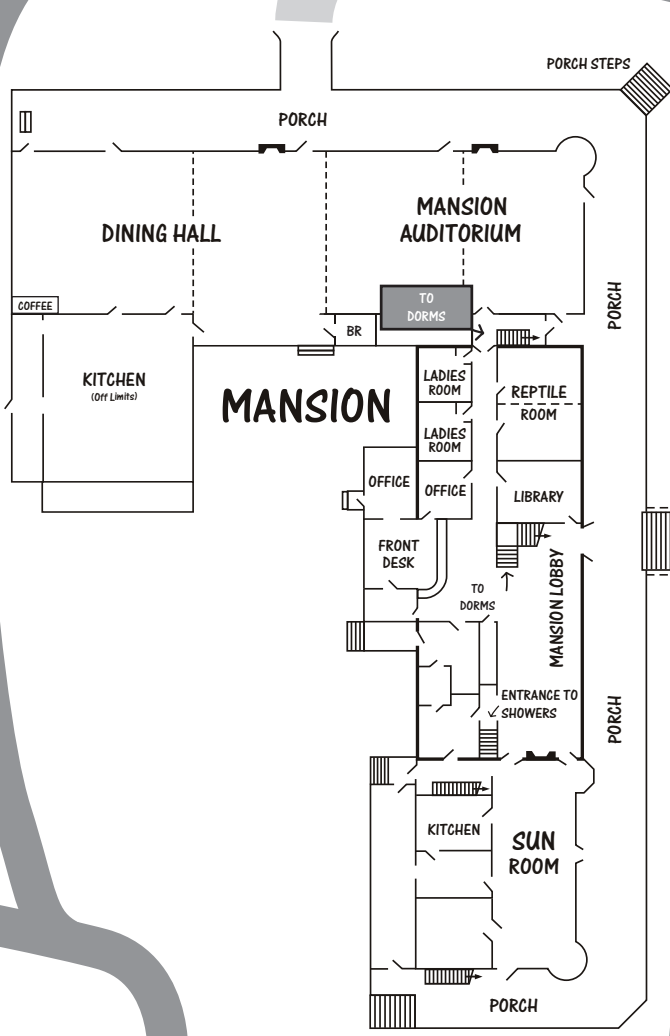 PORCH STEPS
PORCH
DINING HALL
MANSION
AUDITORIUM
COFFEE
TO
DORMS
PORCH
BR
KITCHEN
(Off Limits)
MANSION
LADIES
ROOM
REPTILE
ROOM
LADIES
ROOM
OFFICE
OFFICE
LIBRARY
FRONT
DESK
MANSION LOBBY
TO
DORMS
ENTRANCE TO
SHOWERS
PORCH
KITCHEN
SUN
ROOM
PORCH